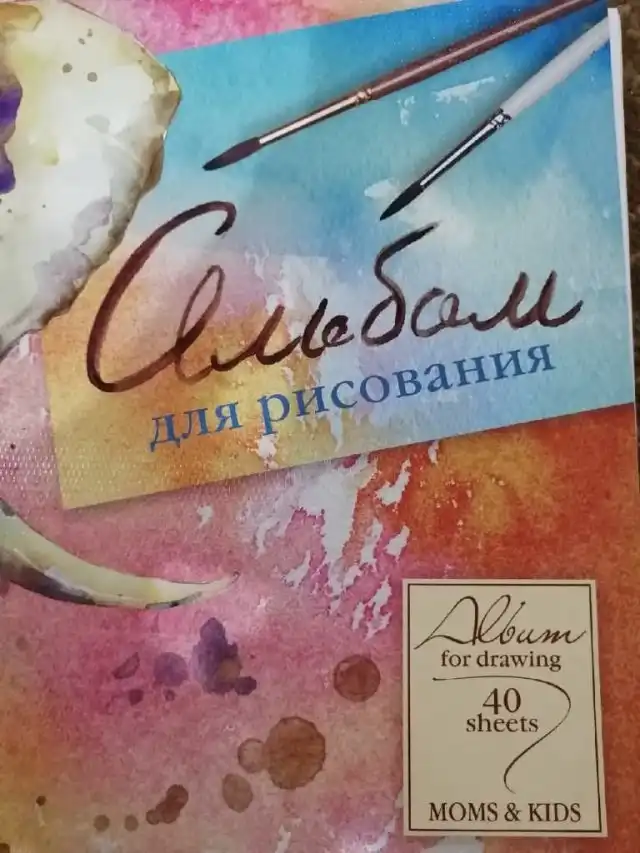 Альбом
для рисования
Album
for drawing
40
sheets
MOMS & KIDS